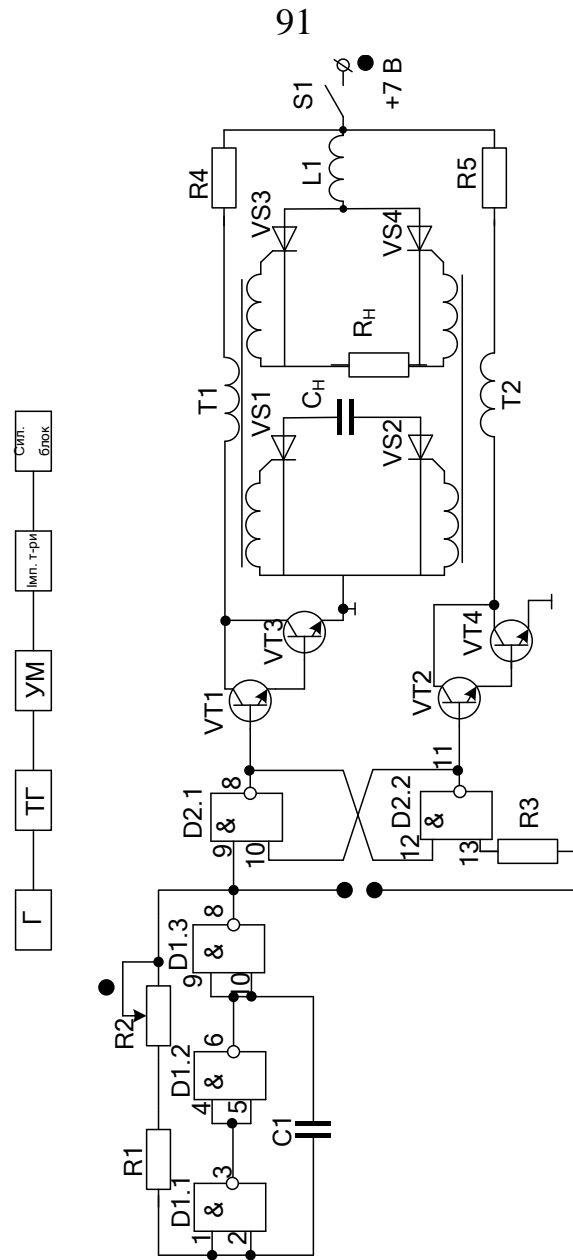 91
Г
ТГ
УМ
Імп. т-ри
Сил. блок
R1
R2
D1.1
&
1
2
3
D1.2
&
4
5
6
D1.3
&
9
10
8
C1
D2.1
&
9
10
8
D2.2
&
12
13
11
R3
VT1
VT3
VT2
VT4
T1
T2
VS1
VS2
CН
VS3
VS4
RН
R4
R5
L1
S1
+7 В